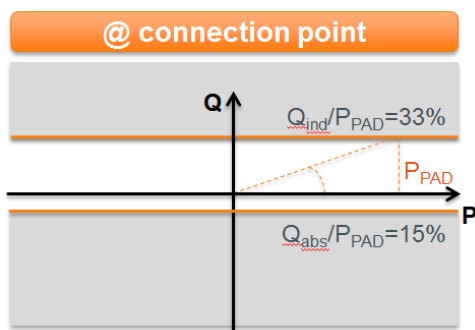 @ connection point
Q
Qind/PPAD=33%
PPAD
P
Qabs/PPAD=15%